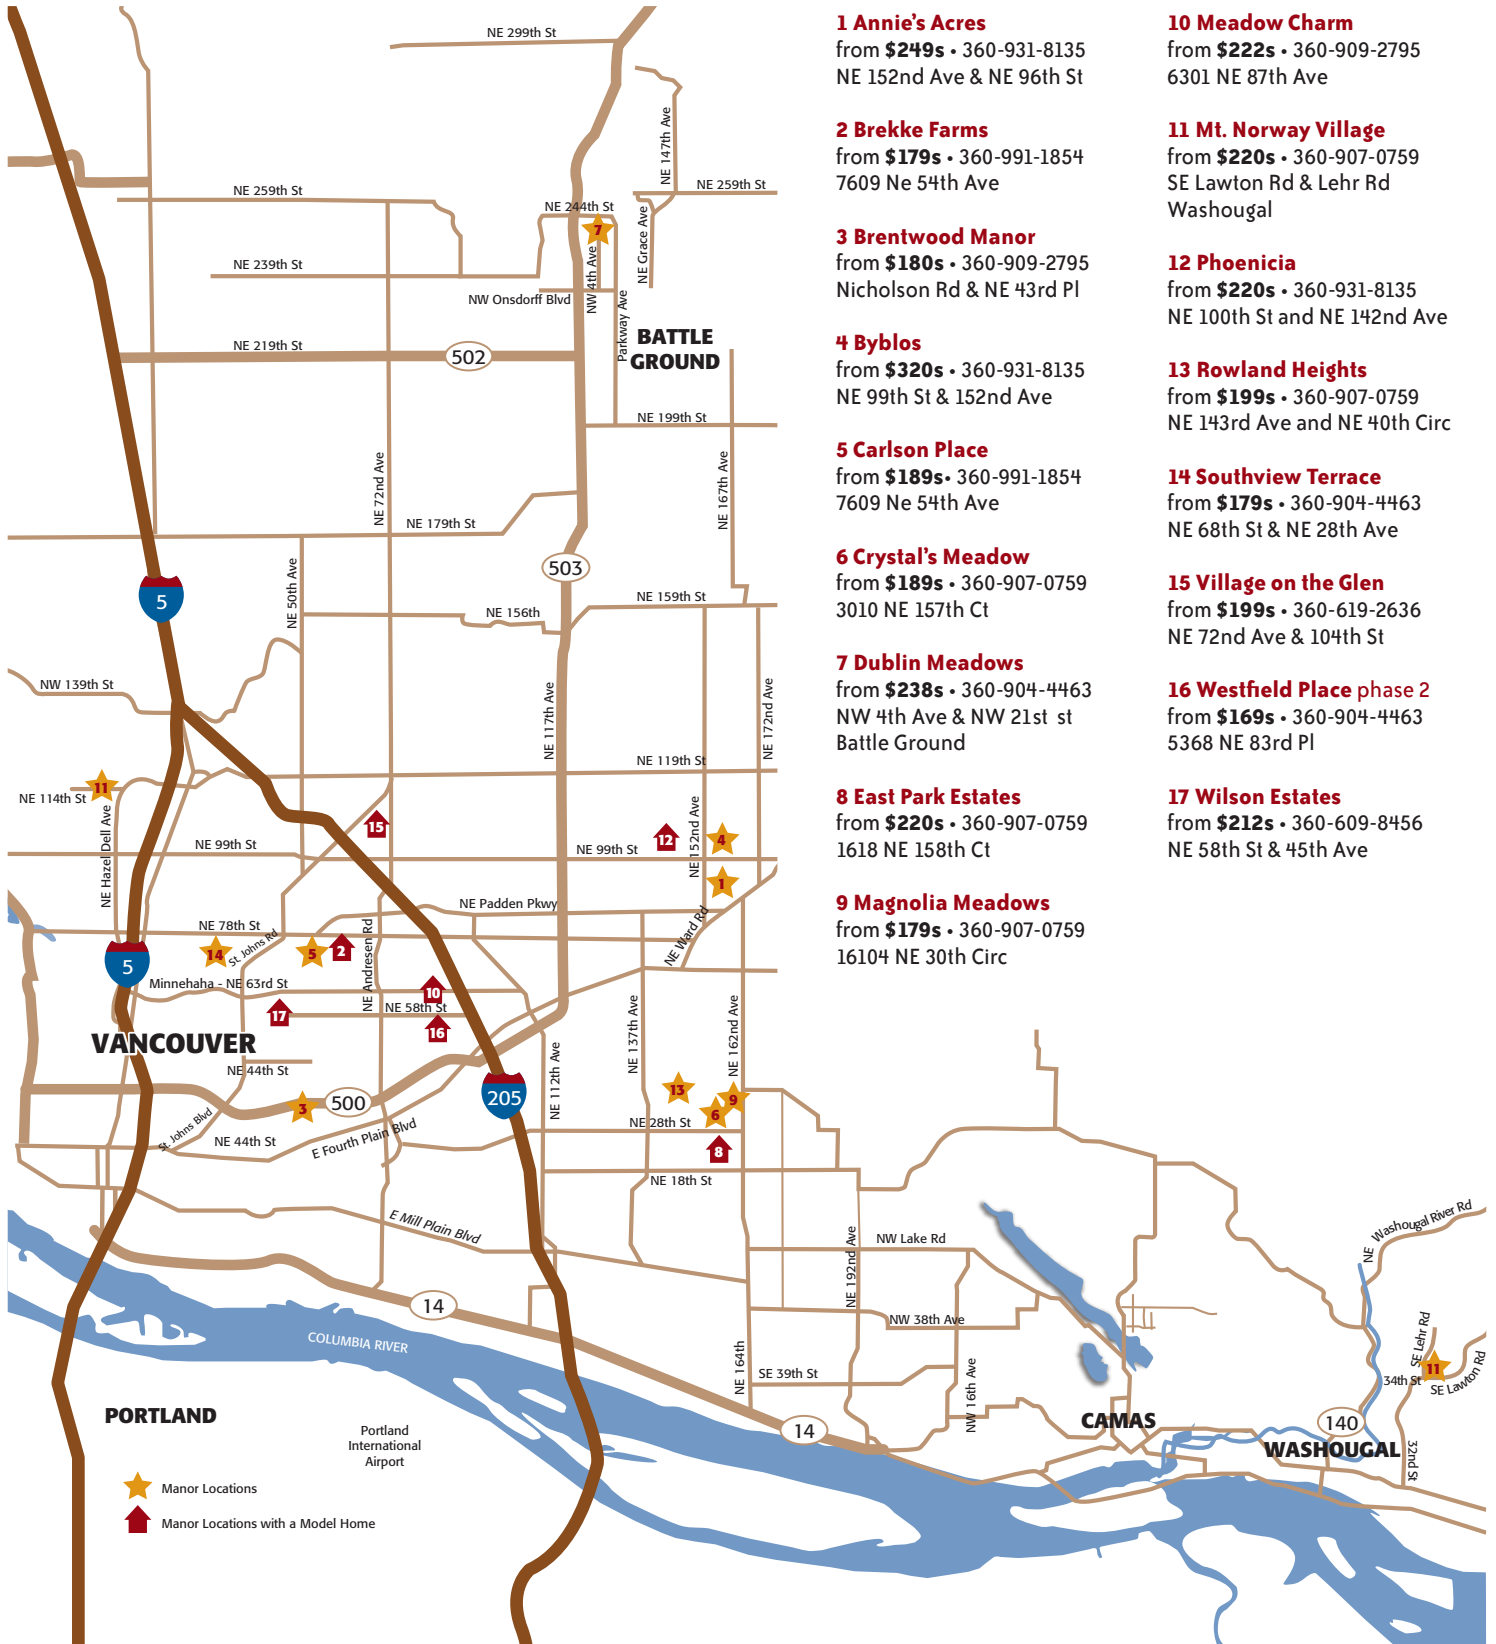 1 Annie's Acres
from $249s • 360-931-8135
NE 152nd Ave & NE 96th St
2 Brekke Farms
from $179s • 360-991-1854
7609 Ne 54th Ave
3 Brentwood Manor
from $180s • 360-909-2795
Nicholson Rd & NE 43rd Pl
4 Byblos
from $320s • 360-931-8135
NE 99th St & 152nd Ave
5 Carlson Place
from $189s• 360-991-1854
7609 Ne 54th Ave
6 Crystal's Meadow
from $189s • 360-907-0759
3010 NE 157th Ct
7 Dublin Meadows
from $238s • 360-904-4463
NW 4th Ave & NW 21st st
Battle Ground
8 East Park Estates
from $220s • 360-907-0759
1618 NE 158th Ct
9 Magnolia Meadows
from $179s • 360-907-0759
16104 NE 30th Circ
10 Meadow Charm
from $222s • 360-909-2795
6301 NE 87th Ave
11 Mt. Norway Village
from $220s • 360-907-0759
SE Lawton Rd & Lehr Rd
Washougal
12 Phoenicia
from $220s • 360-931-8135
NE 100th St and NE 142nd Ave
13 Rowland Heights
from $199s • 360-907-0759
NE 143rd Ave and NE 40th Circ
14 Southview Terrace
from $179s • 360-904-4463
NE 68th St & NE 28th Ave
15 Village on the Glen
from $199s • 360-619-2636
NE 72nd Ave & 104th St
16 Westfield Place phase 2
from $169s • 360-904-4463
5368 NE 83rd Pl
17 Wilson Estates
from $212s • 360-609-8456
NE 58th St & 45th Ave
NE 299th St
NE 147th Ave
NE 259th St
NE 259th St
NE 244th St
7
NE Grace Ave
NW 4th Ave
NE 239th St
NW Onsdorff Blvd
Parkway Ave
BATTLE
GROUND
NE 219th St
502
NE 199th St
NE 72nd Ave
NE 167th Ave
NE 179th St
503
5
NE 50th Ave
NE 156th
NE 159th St
NW 139th St
NE 117th Ave
NE 172nd Ave
NE 119th St
11
NE 114th St
NE Hazel Dell Ave
15
12
NE 152nd Ave
4
NE 99th St
NE 99th St
1
NE Padden Pkwy
NE 78th St
St. Johns Rd
14
5
2
NE Andresen Rd
NE Ward Rd
5
Minnehaha - NE 63rd St
10
17
NE 58th St
16
VANCOUVER
NE 44th St
NE 137th Ave
NE 162nd Ave
NE 112th Ave
205
13
9
6
3
500
NE 28th St
8
St. Johns Blvd
NE 44th St
E Fourth Plain Blvd
NE 18th St
E Mill Plain Blvd
NW Lake Rd
NE 192nd Ave
NE Washougal River Rd
14
NW 38th Ave
COLUMBIA RIVER
NE 164th
SE 39th St
NW 16th Ave
SE Lehr Rd
11
34th St
SE Lawton Rd
PORTLAND
14
CAMAS
140
WASHOUGAL
32nd St
Portland
International
Airport
Manor Locations
Manor Locations with a Model Home